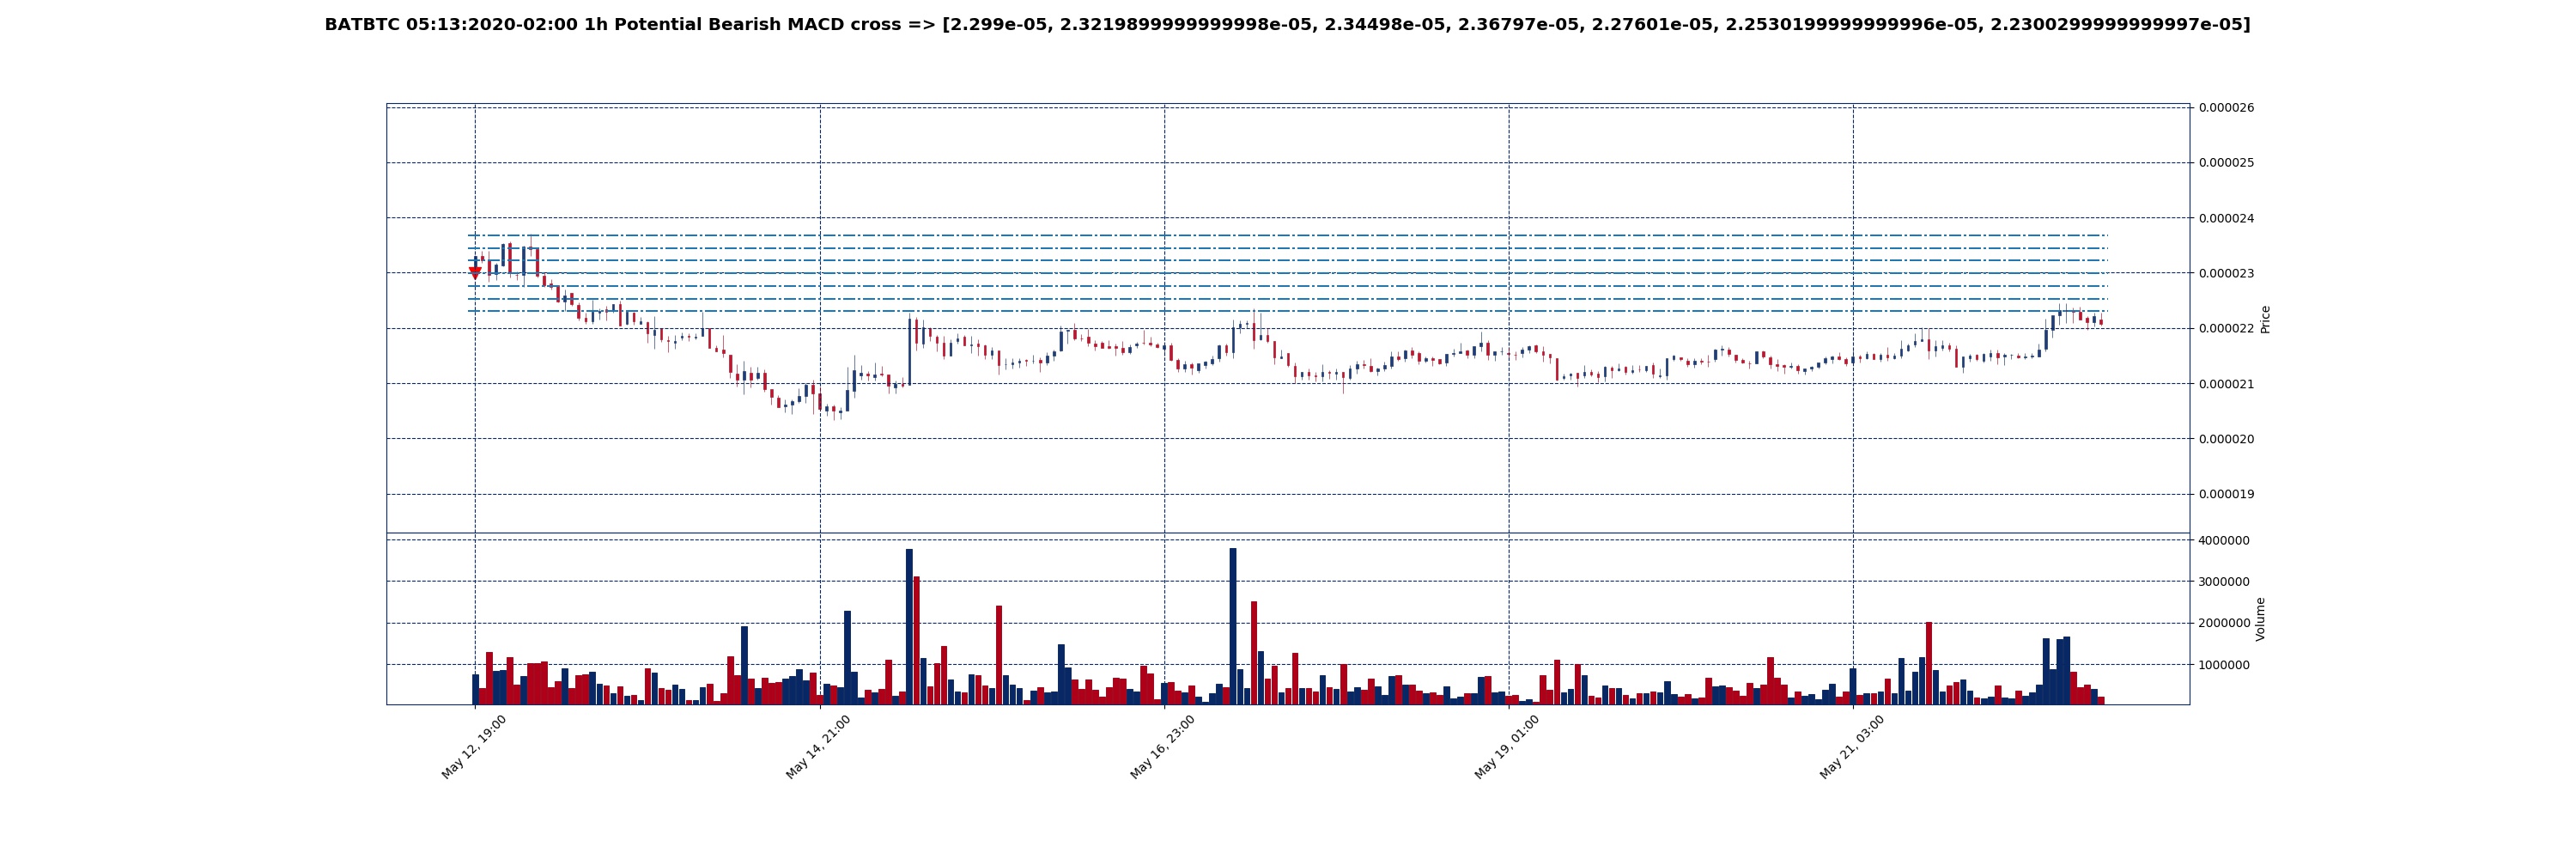 BATBTC 05:13:2020-02:00 1h Potential Bearish MACD cross => [2.299e-05, 2.3219899999999998e-05, 2.34498e-05, 2.36797e-05, 2.27601e-05, 2.2530199999999996e-05, 2.2300299999999997e-05]
0.000026
0.000025
0.000024
0.000023
0.000022
0.000021
0.000020
0.000019
Price
4000000
3000000
2000000
1000000
Volume
May 12, 19:00
May 14, 21:00
May 16, 23:00
May 19, 01:00
May 21, 03:00